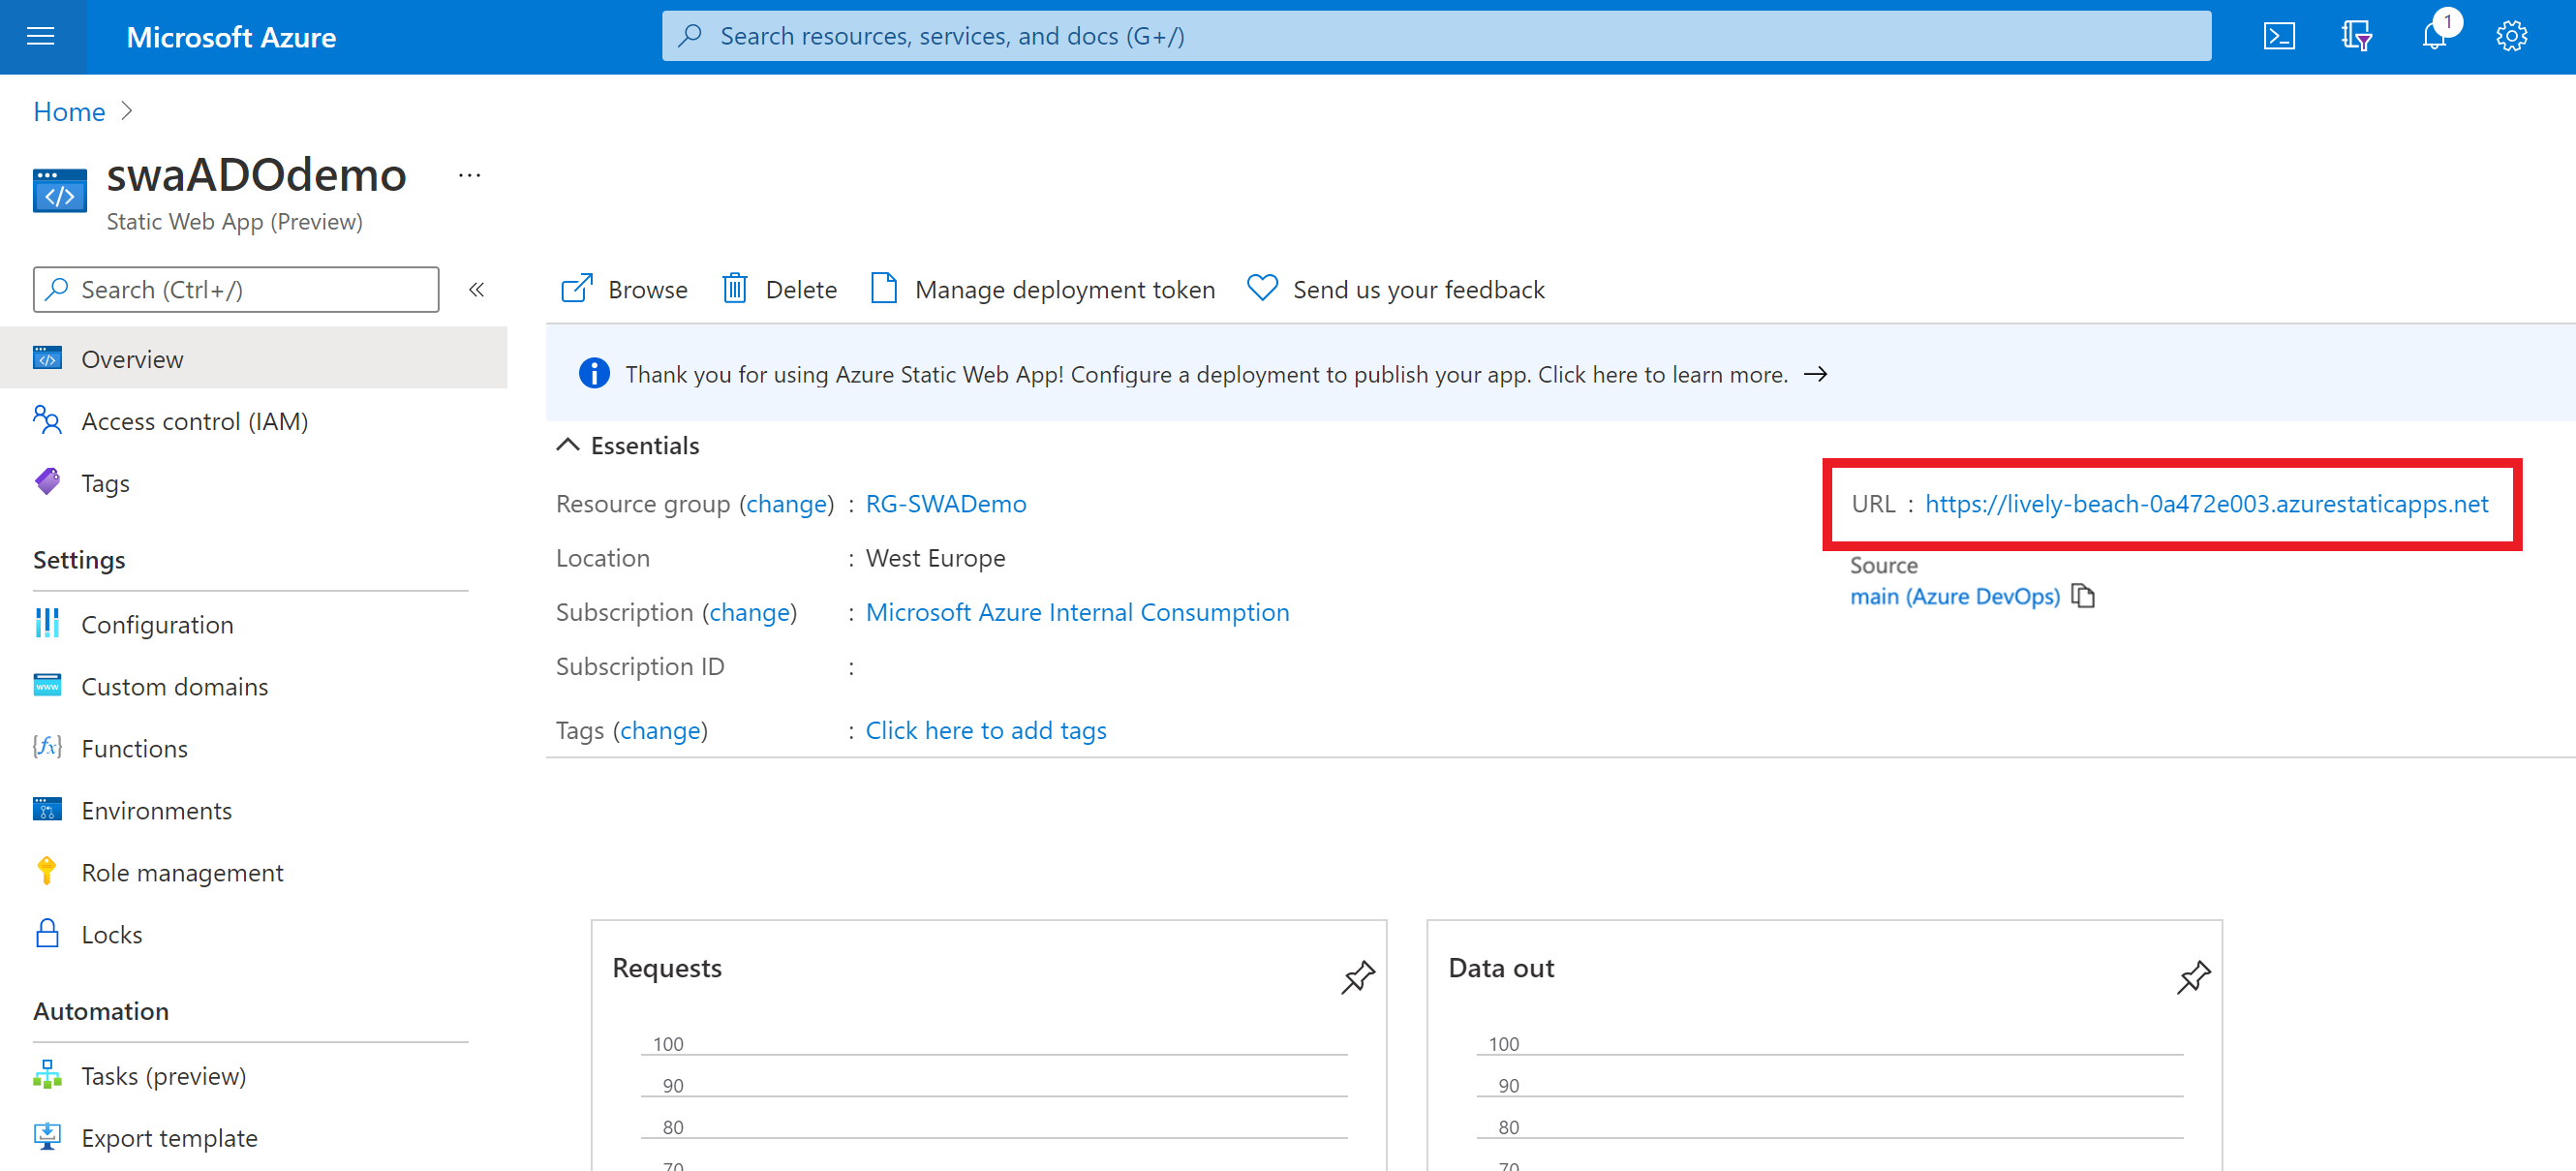 Microsoft Azure
Search resources, services, and docs (G+/)
1
Home
swaADOdemo
...
Static Web App (Preview)
Search (Ctrl+/)
«
Browse
Delete
Manage deployment token
Send us your feedback
Overview
Access control (IAM)
Tags
Settings
Configuration
Custom domains
Functions
Environments
Role management
Locks
Automation
Tasks (preview)
Export template
Thank you for using Azure Static Web App! Configure a deployment to publish your app. Click here to learn more. →
Essentials
Resource group (change) : RG-SWADemo
Location : West Europe
Subscription (change) : Microsoft Azure Internal Consumption
Subscription ID :
Tags (change) : Click here to add tags
URL : https://lively-beach-0a472e003.azurestaticapps.net
Source
main (Azure DevOps)
Requests
100
90
80
70
Data out
100
90
80
70